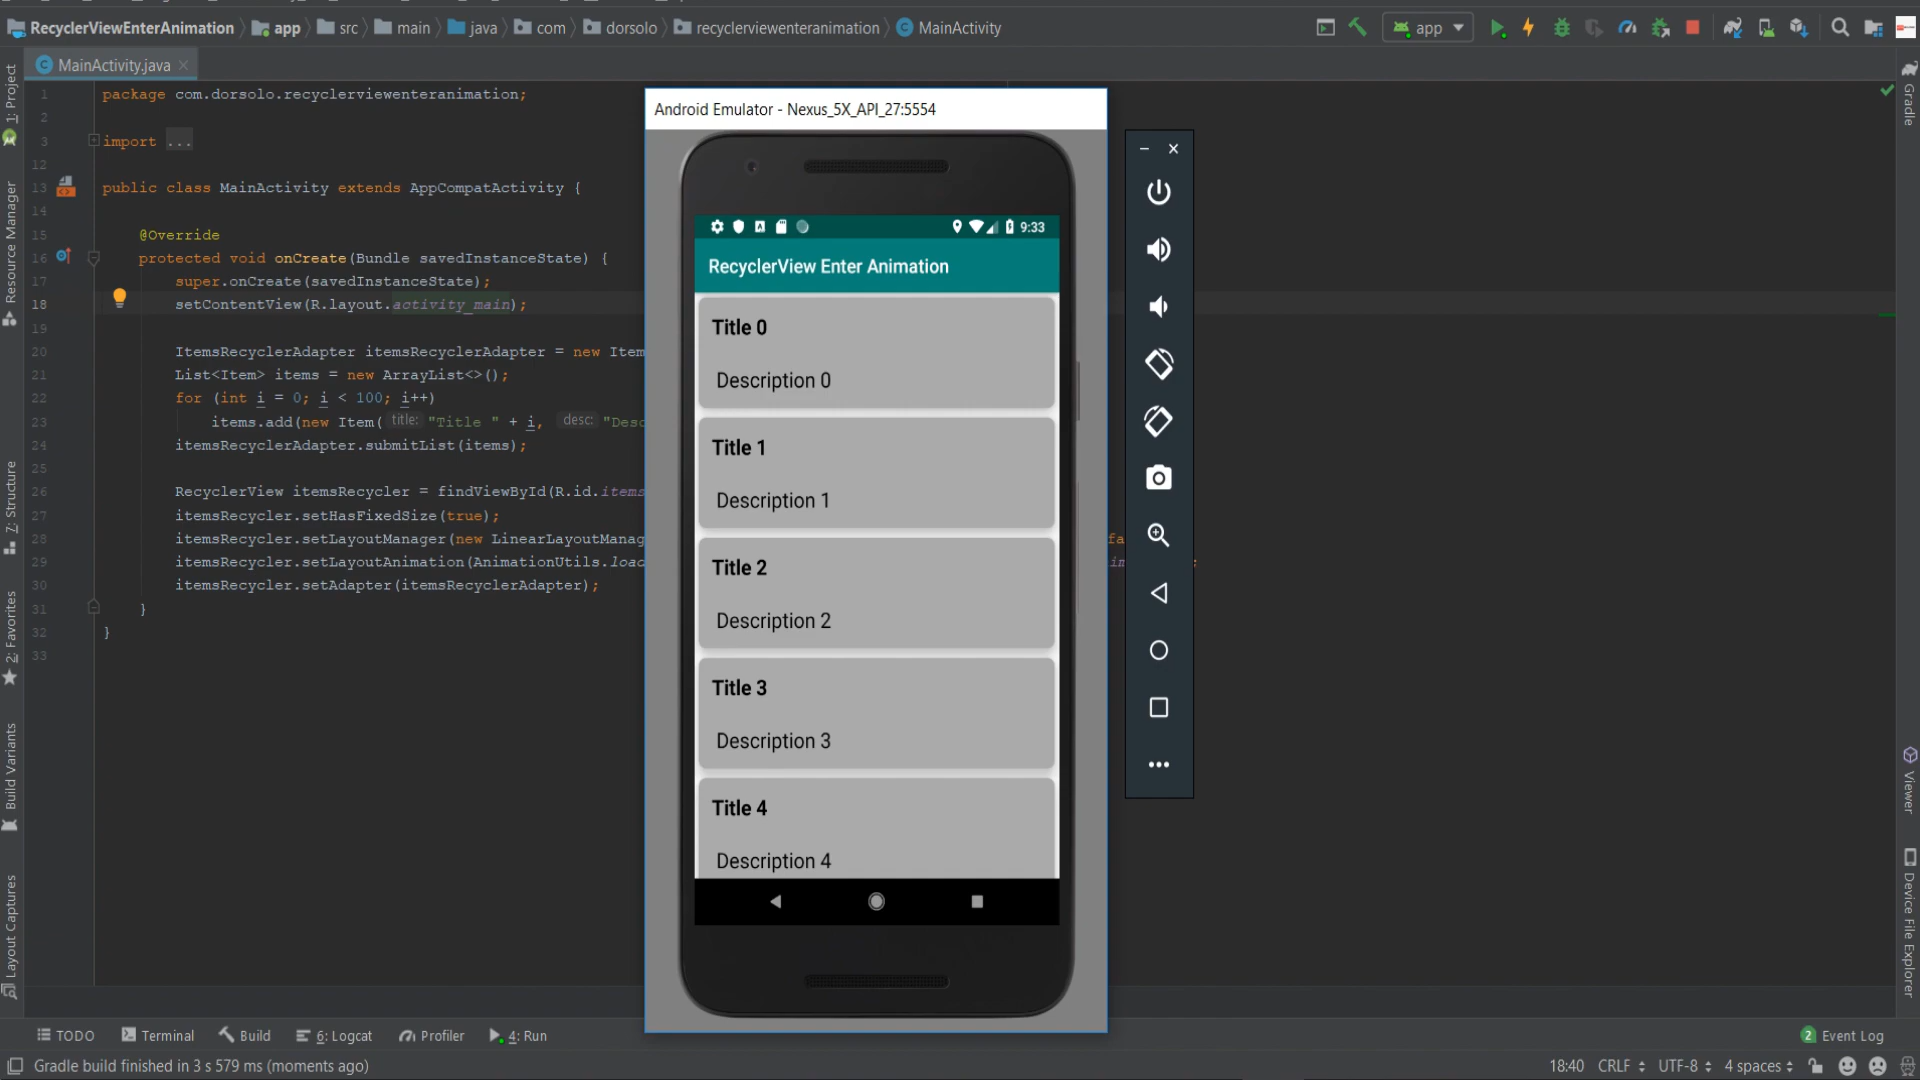 RecyclerViewEnterAnimation app src main java com dorsolo recyclerviewenteranimation MainActivity
app
MainActivity.java
1: Project
Resource Manager
7: Structure
2: Favorites
Build Variants
Layout Captures
1 package com.dorsolo.recyclerviewenteranimation;
2
3 import ...
12
13 public class MainActivity extends AppCompatActivity {
14
15 @Override
16 protected void onCreate(Bundle savedInstanceState) {
17 super.onCreate(savedInstanceState);
18 setContentView(R.layout.activity_main);
19
20 ItemsRecyclerAdapter itemsRecyclerAdapter = new Item
21 List<Item> items = new ArrayList<>();
22 for (int i = 0; i < 100; i++)
23 items.add(new Item( title: "Title " + i, desc: "Desc
24 itemsRecyclerAdapter.submitList(items);
25
26 RecyclerView itemsRecycler = findViewById(R.id.items
27 itemsRecycler.setHasFixedSize(true);
28 itemsRecycler.setLayoutManager(new LinearLayoutManag fa
29 itemsRecycler.setLayoutAnimation(AnimationUtils.load im ;
30 itemsRecycler.setAdapter(itemsRecyclerAdapter);
31 }
32 }
33
Android Emulator - Nexus_5X_API_27:5554
9:33
RecyclerView Enter Animation
Title 0
Description 0
Title 1
Description 1
Title 2
Description 2
Title 3
Description 3
Title 4
Description 4
Gradle
Viewer
Device File Explorer
TODO Terminal Build 6: Logcat Profiler 4: Run 2 Event Log
Gradle build finished in 3 s 579 ms (moments ago) 18:40 CRLF UTF-8 4 spaces